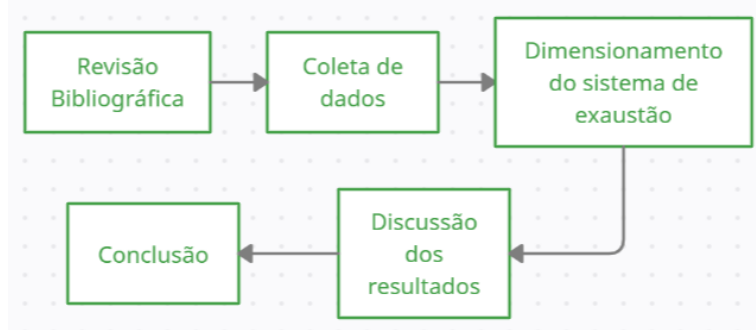 Revisão
Bibliográfica
Coleta de
dados
Dimensionamento
do sistema de
exaustão
Discussão
dos
resultados
Conclusão